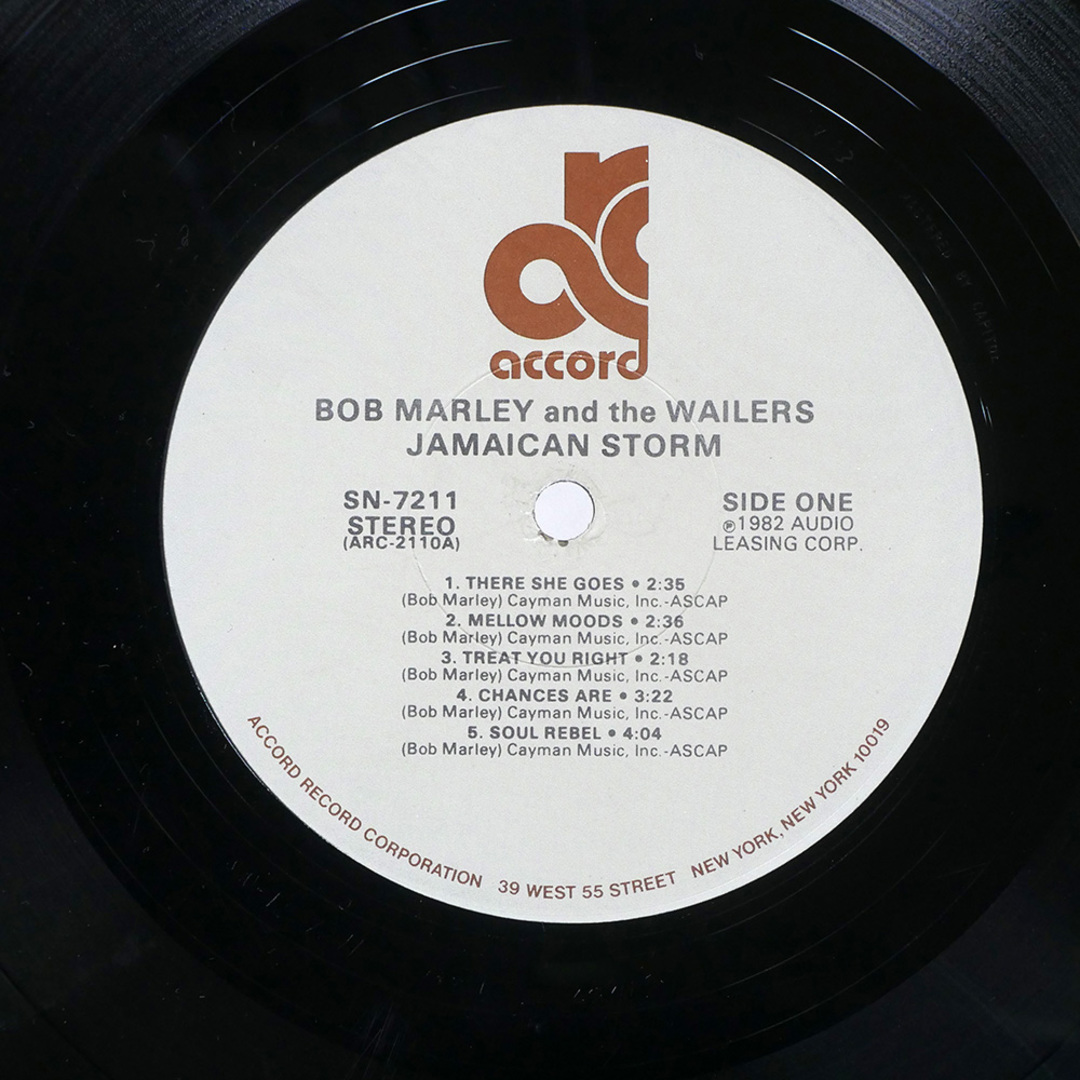 accord
BOB MARLEY and the WAILERS
JAMAICAN STORM
SN-7211
STEREO
(ARC-2110A)
SIDE ONE
℗1982 AUDIO
LEASING CORP.
1. THERE SHE GOES • 2:35
(Bob Marley) Cayman Music, Inc.-ASCAP
2. MELLOW MOODS • 2:36
(Bob Marley) Cayman Music, Inc.-ASCAP
3. TREAT YOU RIGHT • 2:18
(Bob Marley) Cayman Music, Inc.-ASCAP
4. CHANCES ARE • 3:22
(Bob Marley) Cayman Music, Inc.-ASCAP
5. SOUL REBEL • 4:04
(Bob Marley) Cayman Music, Inc.-ASCAP
ACCORD RECORD CORPORATION 39 WEST 55 STREET NEW YORK, NEW YORK 10019